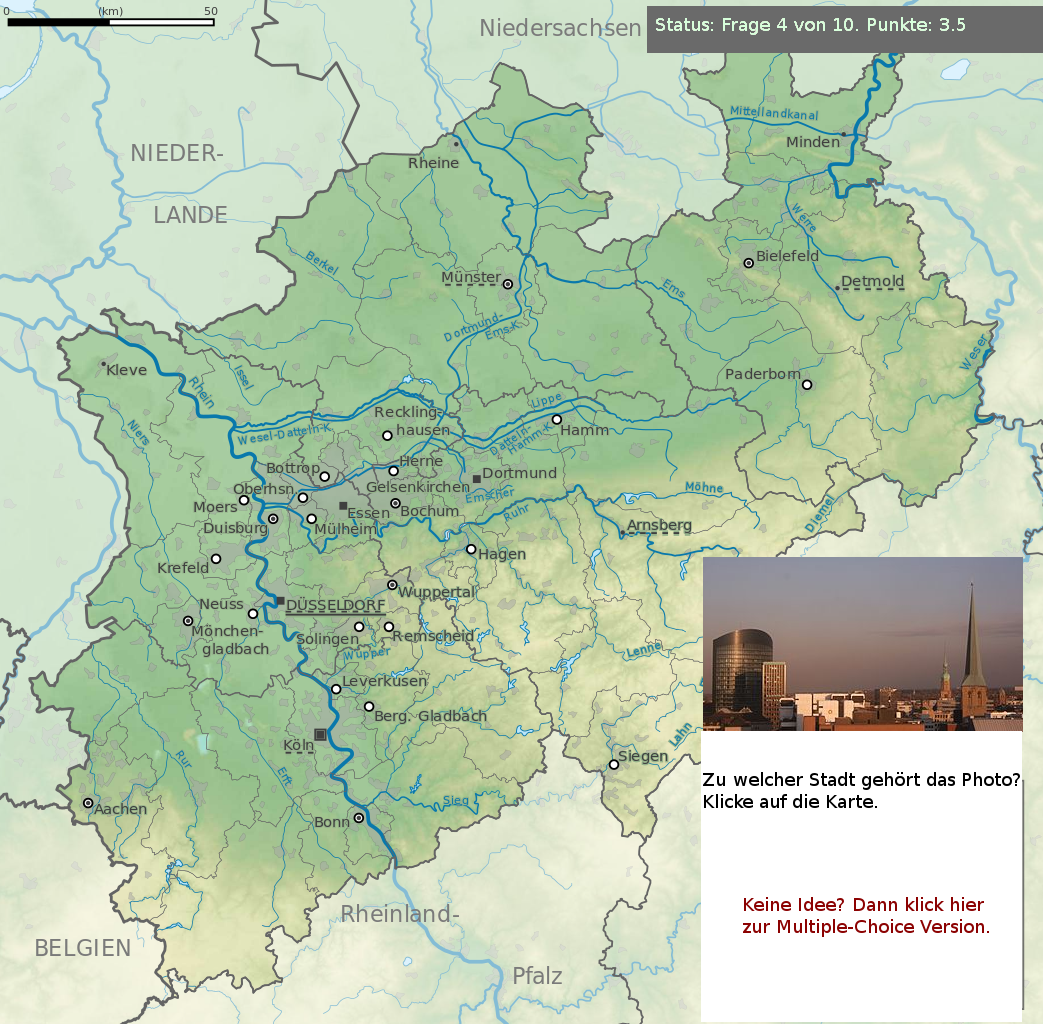 0 (km) 50
Niedersachsen
Status: Frage 4 von 10. Punkte: 3.5
Mittellandkanal
Minden
NIEDER-
Rheine
LANDE
Werre
Berkel
Bielefeld
Münster
Detmold
Ems
Dortmund-
Ems-K.
Weser
Kleve
Issel
Paderborn
Rhein
Niers
Lippe
Reckling-
hausen
Wesel-Datteln-K.
Datteln-
Hamm-K.
Hamm
Herne
Bottrop
Dortmund
Oberhsn.
Gelsenkirchen
Möhne
Emscher
Moers
Essen
Bochum
Ruhr
Diemel
Duisburg
Mülheim
Arnsberg
Hagen
Krefeld
Wuppertal
Neuss
DÜSSELDORF
Mönchen-
gladbach
Solingen
Remscheid
Wupper
Lenne
Leverkusen
Berg. Gladbach
Köln
Lahn
Siegen
Rur
Erft
Zu welcher Stadt gehört das Photo?
Klicke auf die Karte.
Aachen
Sieg
Bonn
Keine Idee? Dann klick hier
zur Multiple-Choice Version.
Rheinland-
BELGIEN
Pfalz